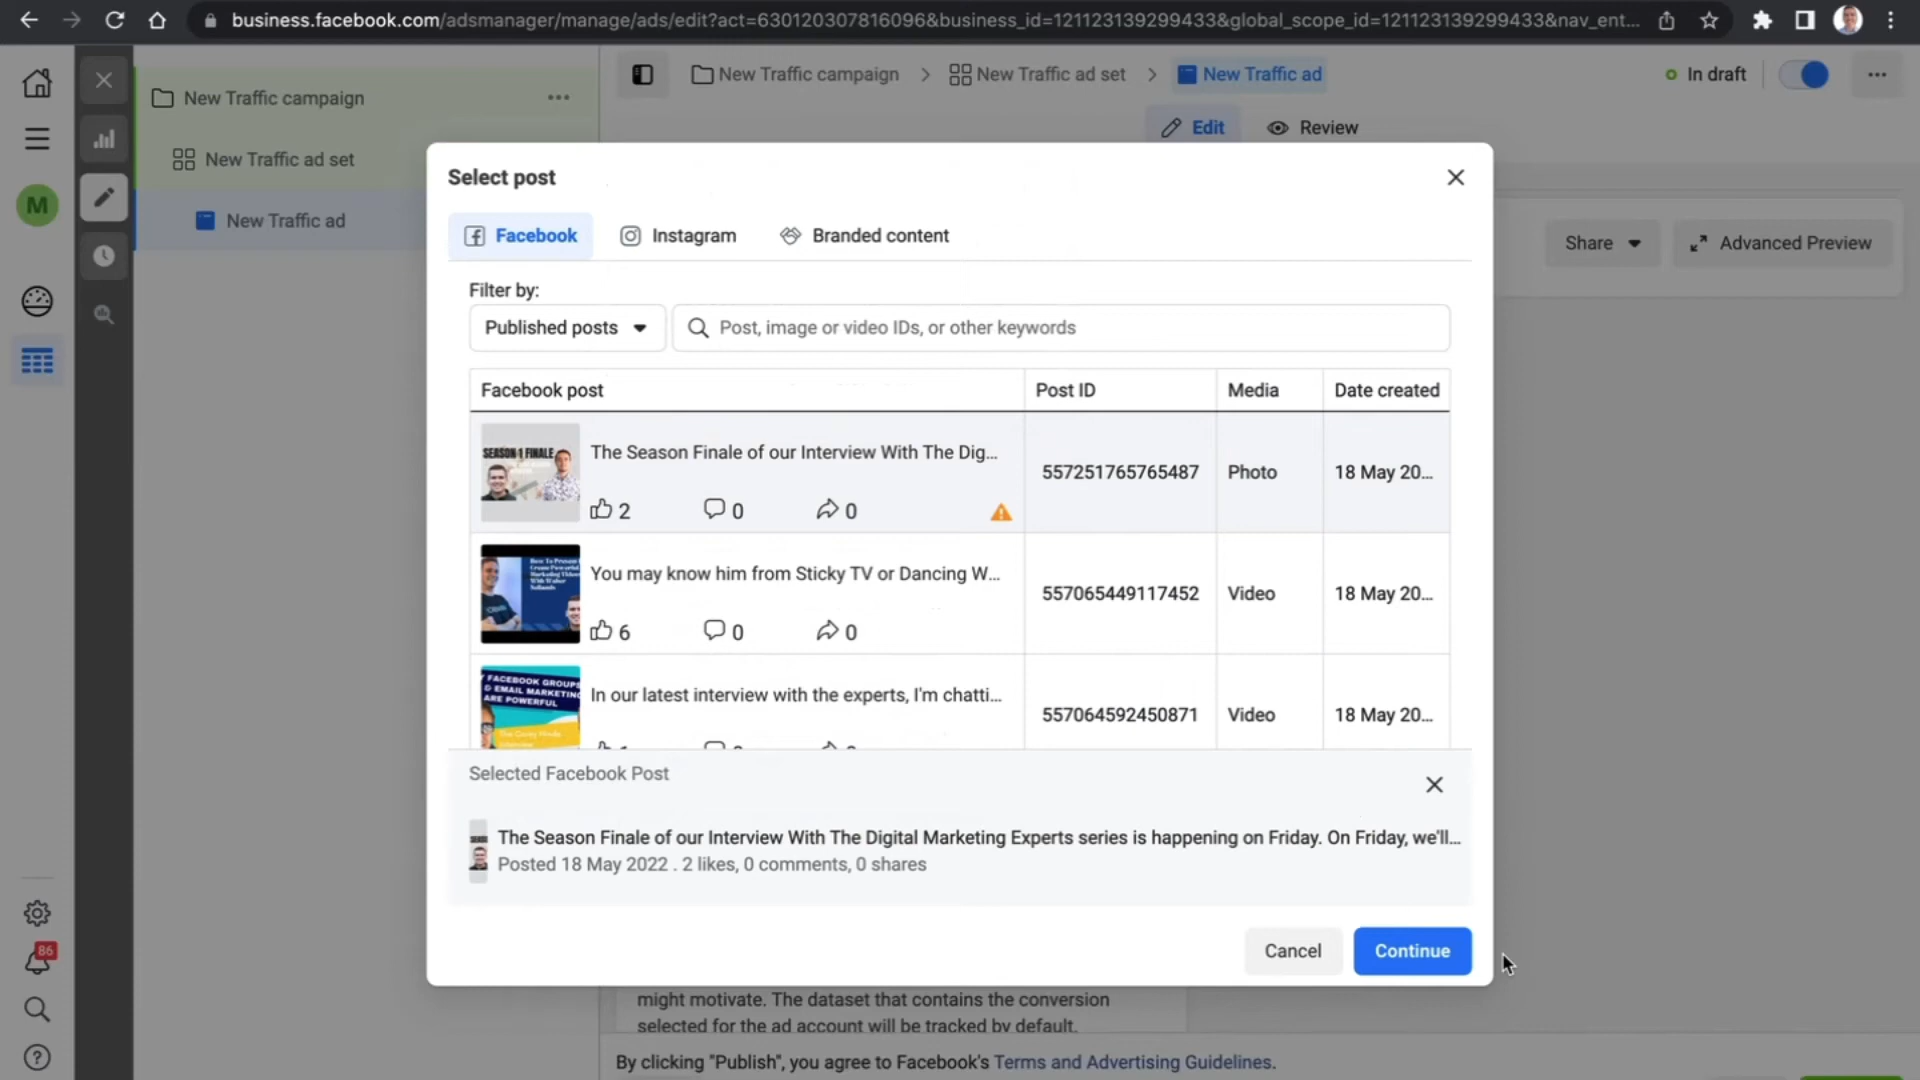 business.facebook.com/adsmanager/manage/ads/edit?act=630120307816096&business_id=121123139299433&global_scope_id=121123139299433&nav_ent...
New Traffic campaign
New Traffic ad set
New Traffic ad
In draft
New Traffic campaign
New Traffic ad set
New Traffic ad
Edit
Review
M
Share
Advanced Preview
Select post
Facebook
Instagram
Branded content
Filter by:
Published posts
Post, image or video IDs, or other keywords
Facebook post
Post ID
Media
Date created
SEASON 1 FINALE
The Season Finale of our Interview With The Dig...
2
0
0
557251765765487
Photo
18 May 20...
You may know him from Sticky TV or Dancing W...
6
0
0
557065449117452
Video
18 May 20...
FACEBOOK GROUPS
& EMAIL MARKETING
ARE POWERFUL
In our latest interview with the experts, I'm chatti...
557064592450871
Video
18 May 20...
Selected Facebook Post
The Season Finale of our Interview With The Digital Marketing Experts series is happening on Friday. On Friday, we'll...
Posted 18 May 2022 . 2 likes, 0 comments, 0 shares
Cancel
Continue
86
might motivate. The dataset that contains the conversion
selected for the ad account will be tracked by default.
By clicking "Publish", you agree to Facebook's Terms and Advertising Guidelines.